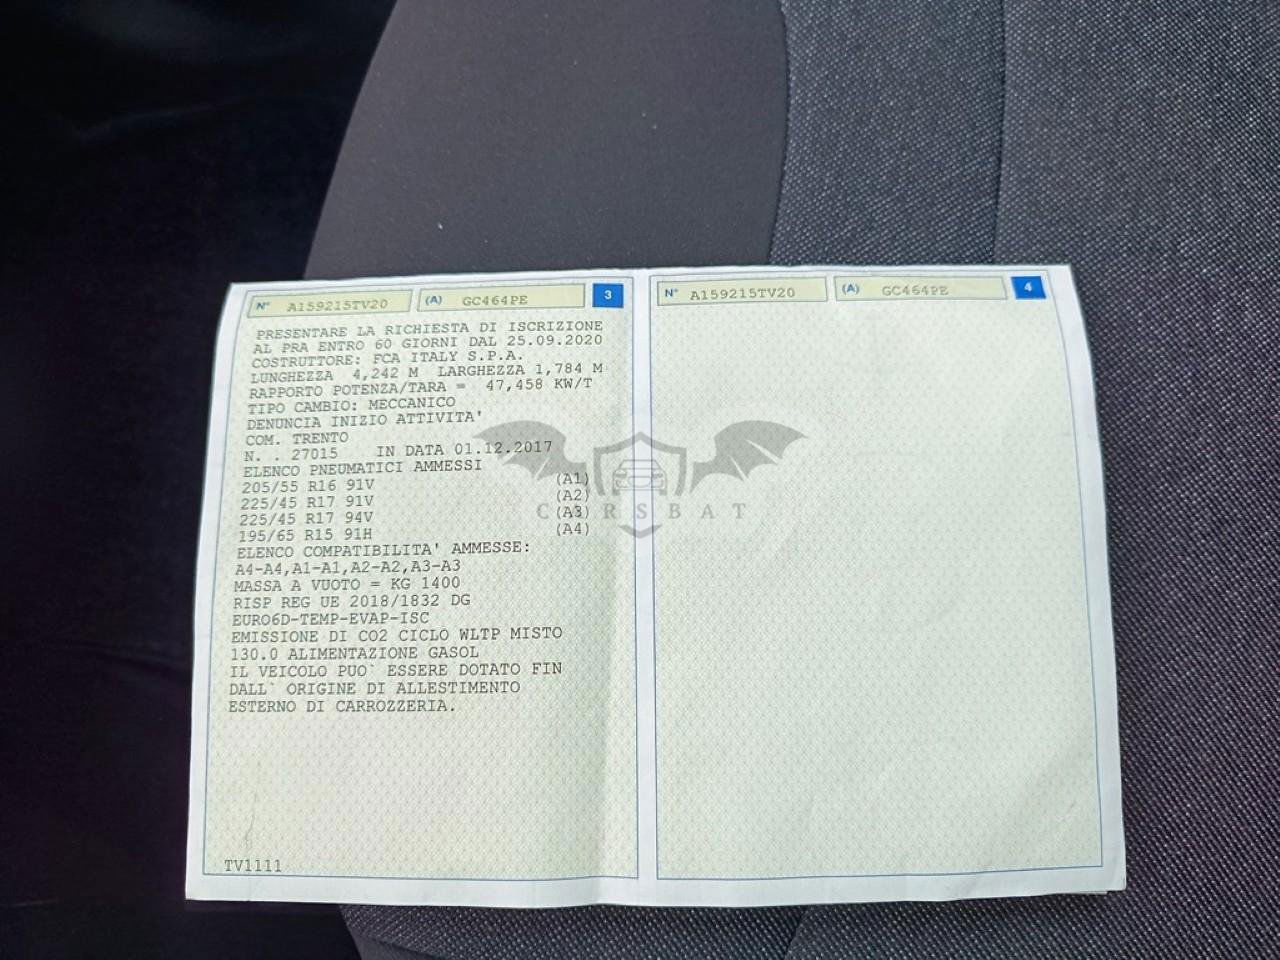 N° A159215TV20 (A) GC464PE 3
PRESENTARE LA RICHIESTA DI ISCRIZIONE
AL PRA ENTRO 60 GIORNI DAL 25.09.2020
COSTRUTTORE: FCA ITALY S.P.A.
LUNGHEZZA 4,242 M LARGHEZZA 1,784 M
RAPPORTO POTENZA/TARA = 47,458 KW/T
TIPO CAMBIO: MECCANICO
DENUNCIA INIZIO ATTIVITA'
COM. TRENTO
N. . 27015 IN DATA 01.12.2017
ELENCO PNEUMATICI AMMESSI
205/55 R16 91V (A1)
225/45 R17 91V (A2)
225/45 R17 94V (A3)
195/65 R15 91H (A4)
ELENCO COMPATIBILITA' AMMESSE:
A4-A4,A1-A1,A2-A2,A3-A3
MASSA A VUOTO = KG 1400
RISP REG UE 2018/1832 DG
EURO6D-TEMP-EVAP-ISC
EMISSIONE DI CO2 CICLO WLTP MISTO
130.0 ALIMENTAZIONE GASOL
IL VEICOLO PUO` ESSERE DOTATO FIN
DALL` ORIGINE DI ALLESTIMENTO
ESTERNO DI CARROZZERIA.
TV1111
N° A159215TV20 (A) GC464PE 4
CARSBAT